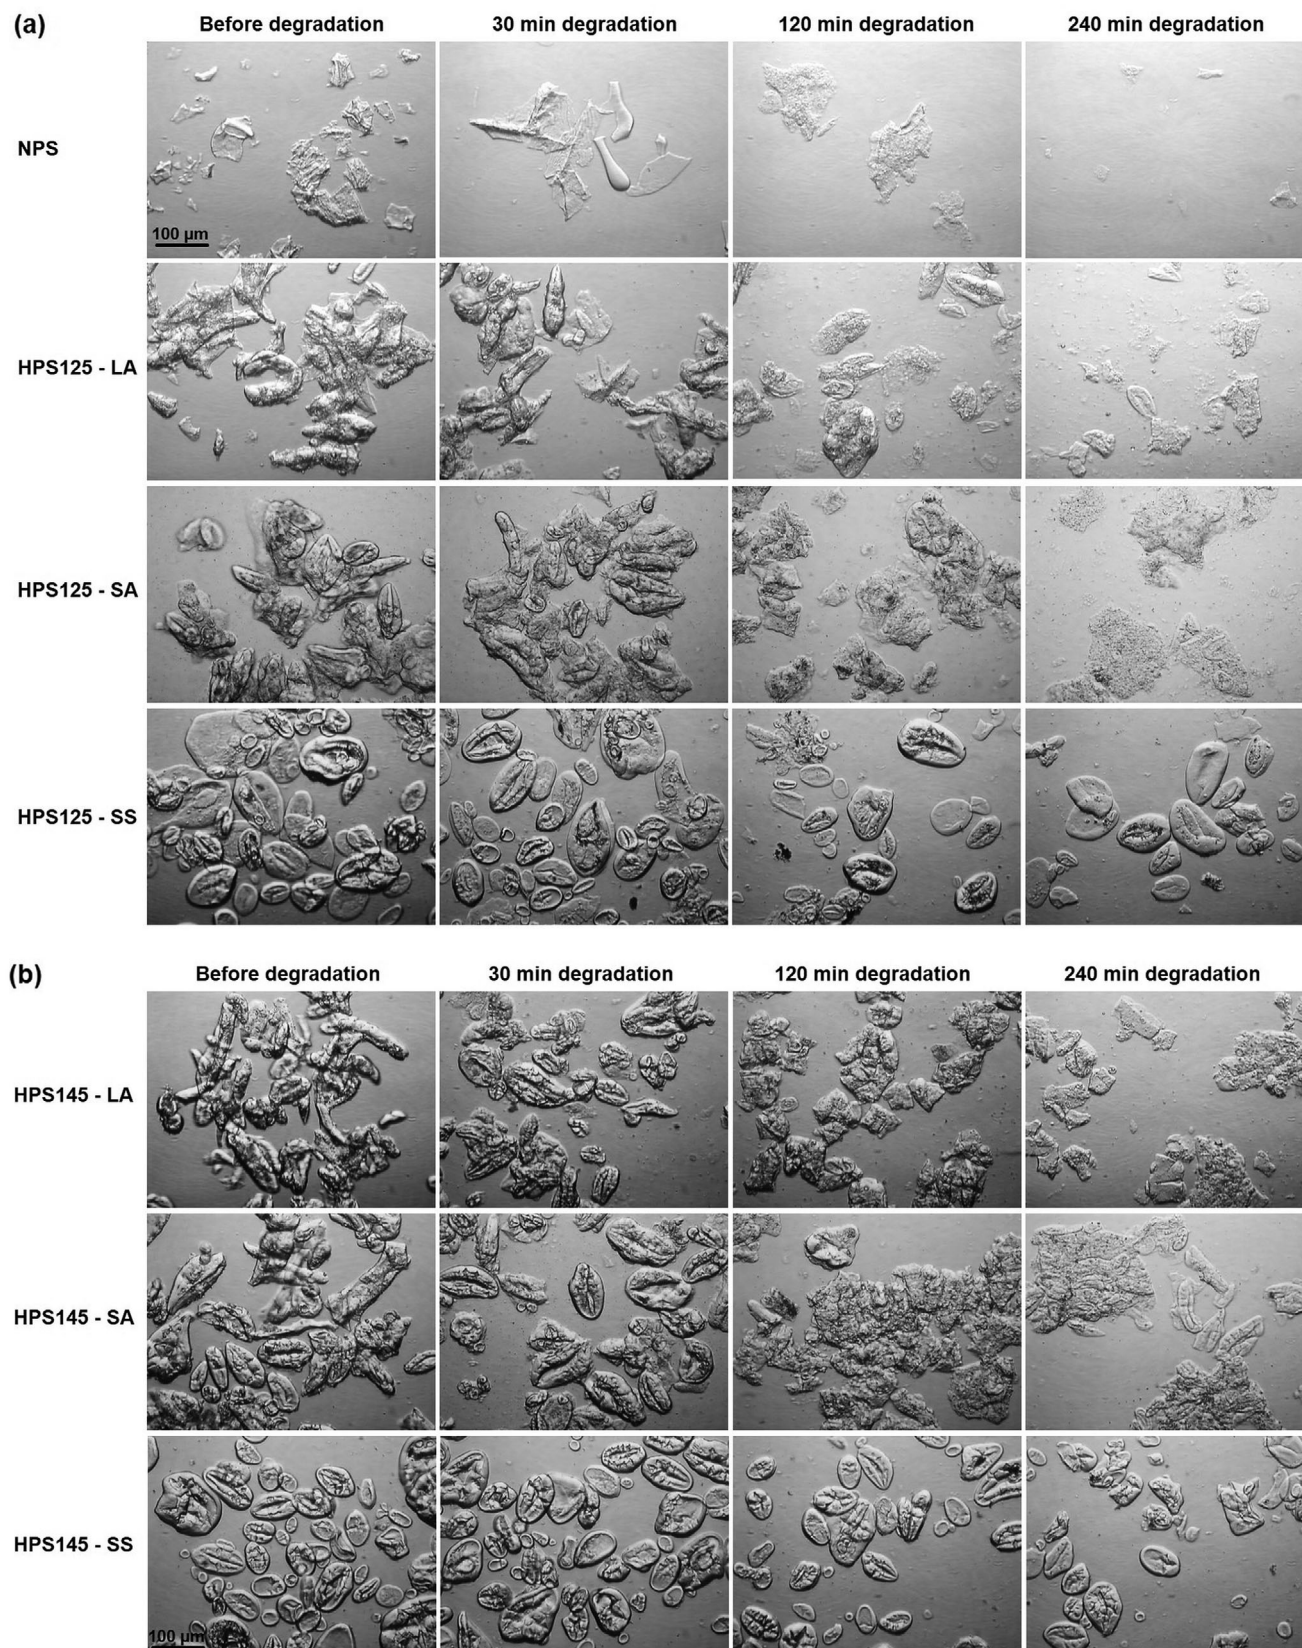 (a)
Before degradation 30 min degradation 120 min degradation 240 min degradation
NPS
100 µm
HPS125 - LA
HPS125 - SA
HPS125 - SS
(b)
Before degradation 30 min degradation 120 min degradation 240 min degradation
HPS145 - LA
HPS145 - SA
HPS145 - SS
100 µm